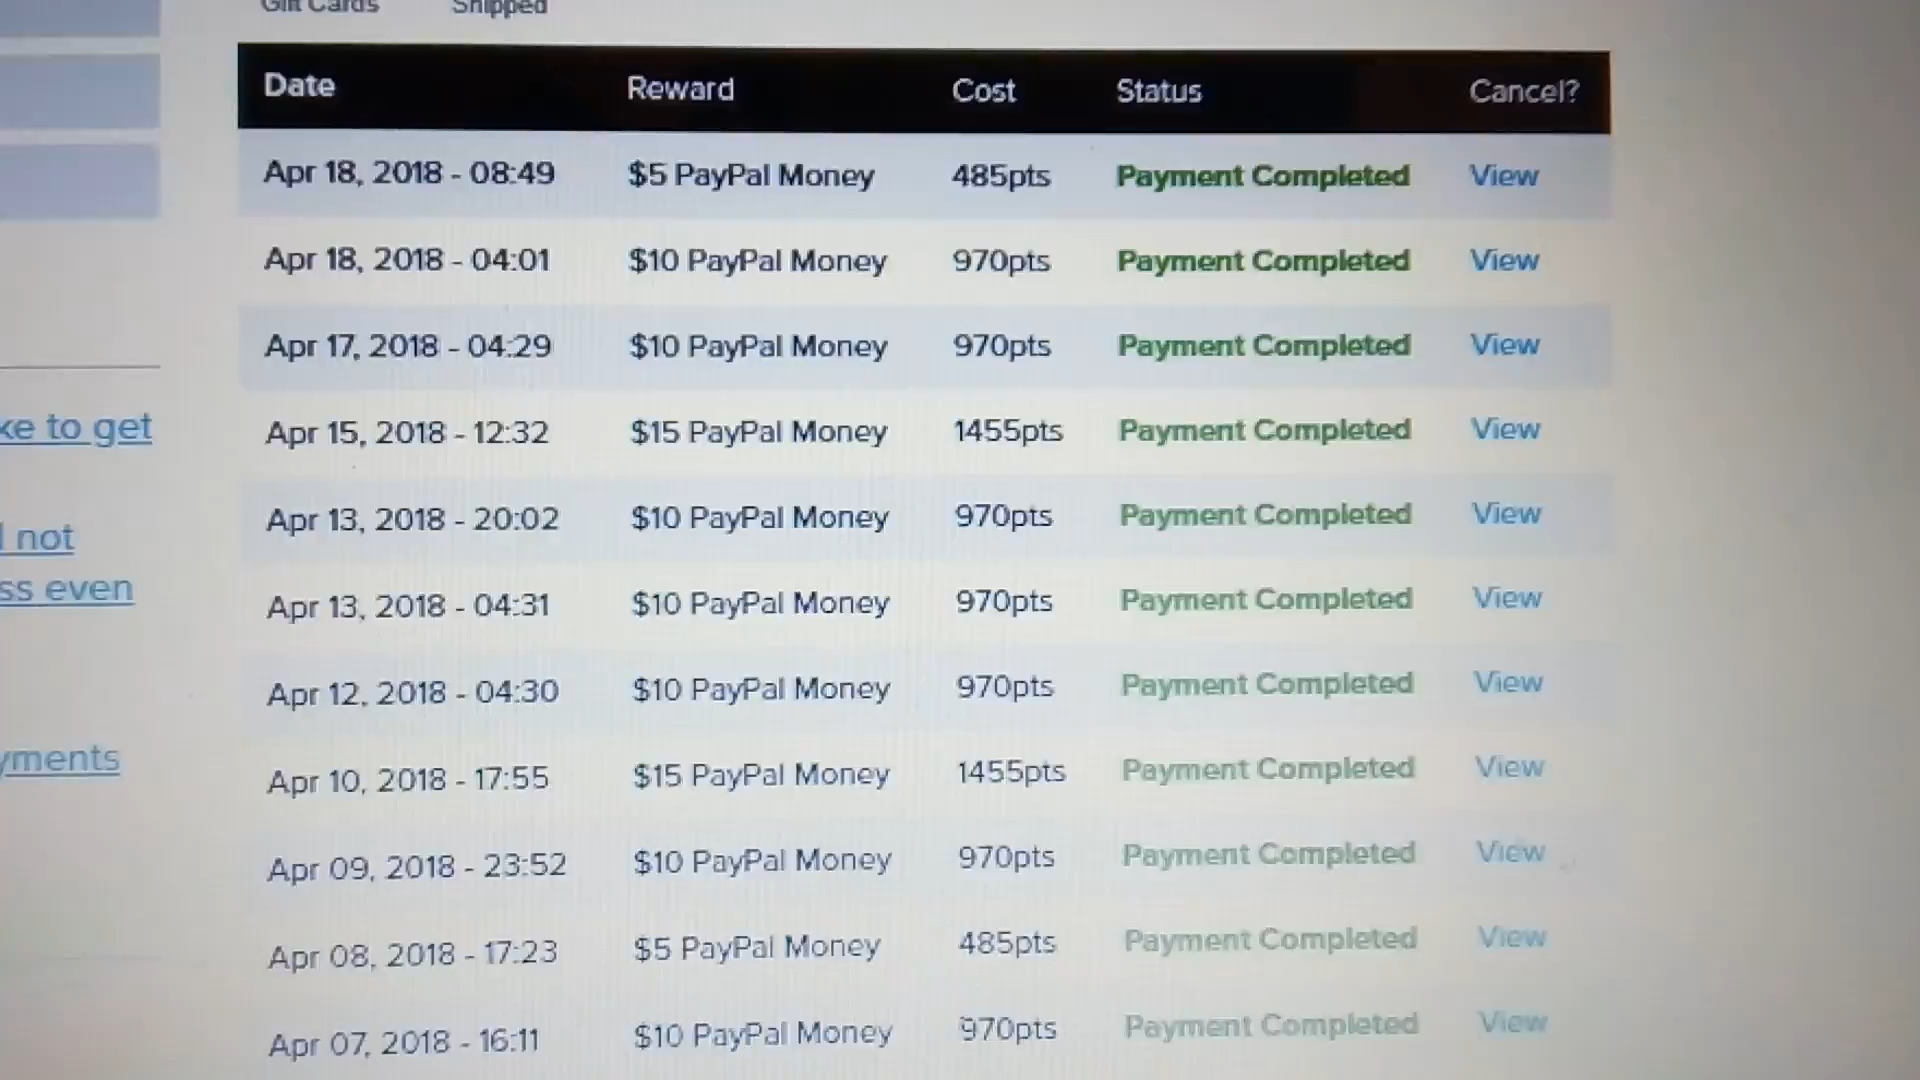 Gift Cards Shipped
Date Reward Cost Status Cancel?
Apr 18, 2018 - 08:49 $5 PayPal Money 485pts Payment Completed View
Apr 18, 2018 - 04:01 $10 PayPal Money 970pts Payment Completed View
Apr 17, 2018 - 04:29 $10 PayPal Money 970pts Payment Completed View
Apr 15, 2018 - 12:32 $15 PayPal Money 1455pts Payment Completed View
ke to get
Apr 13, 2018 - 20:02 $10 PayPal Money 970pts Payment Completed View
not
ss even
Apr 13, 2018 - 04:31 $10 PayPal Money 970pts Payment Completed View
Apr 12, 2018 - 04:30 $10 PayPal Money 970pts Payment Completed View
yments
Apr 10, 2018 - 17:55 $15 PayPal Money 1455pts Payment Completed View
Apr 09, 2018 - 23:52 $10 PayPal Money 970pts Payment Completed View
Apr 08, 2018 - 17:23 $5 PayPal Money 485pts Payment Completed View
Apr 07, 2018 - 16:11 $10 PayPal Money 970pts Payment Completed View